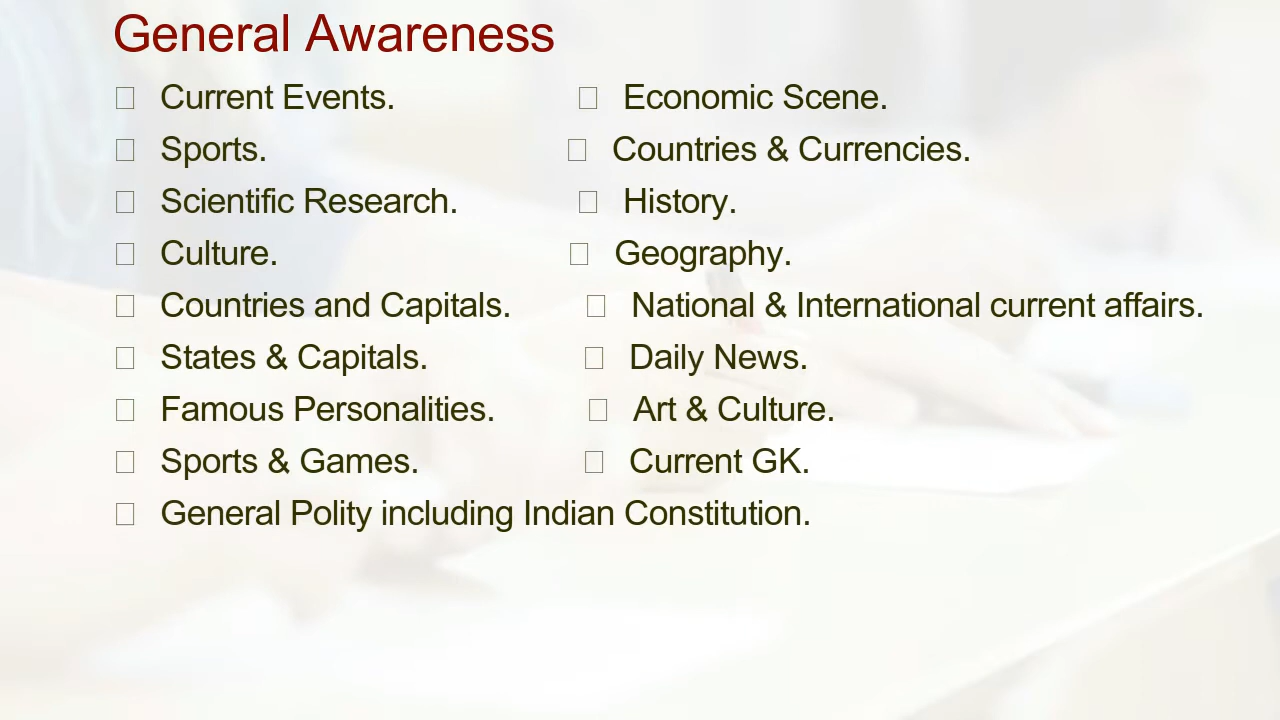 General Awareness
Current Events. Economic Scene.
Sports. Countries & Currencies.
Scientific Research. History.
Culture. Geography.
Countries and Capitals. National & International current affairs.
States & Capitals. Daily News.
Famous Personalities. Art & Culture.
Sports & Games. Current GK.
General Polity including Indian Constitution.